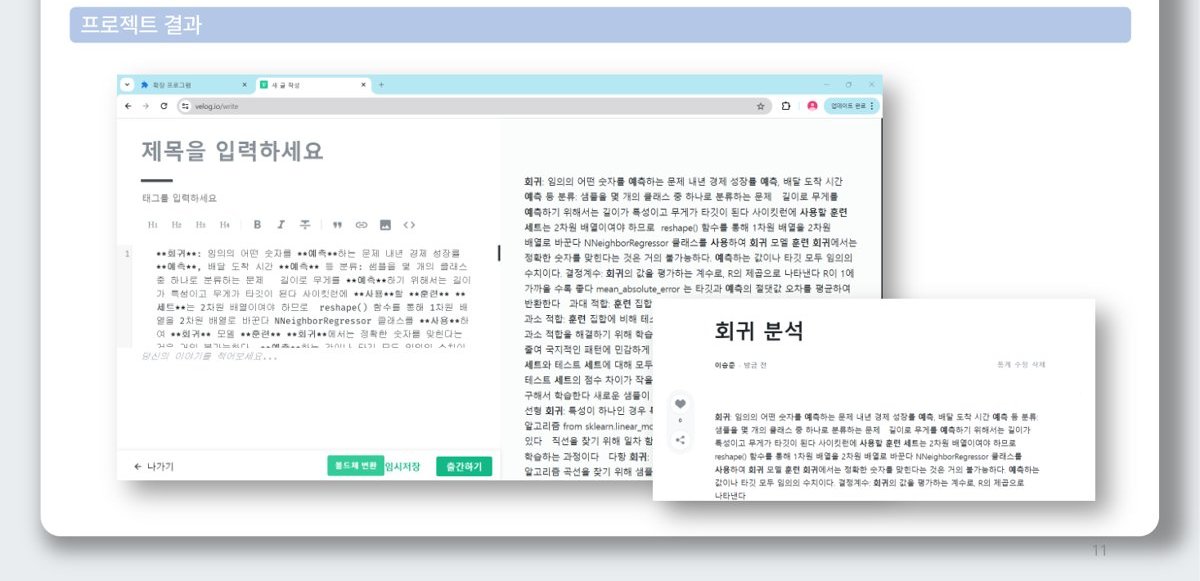 프로젝트 결과
확장 프로그램
새 글 작성
velog.io/write
업데이트 완료
제목을 입력하세요
태그를 입력하세요
H1 H2 H3 H4 B I T
1
**회귀**: 임의의 어떤 숫자를 **예측**하는 문제 내년 경제 성장률
**예측**, 배달 도착 시간 **예측** 등 분류: 샘플을 몇 개의 클래스
중 하나로 분류하는 문제 길이로 무게를 **예측**하기 위해서는 길이
가 특성이고 무게가 타깃이 된다 사이킷런에 **사용**할 **훈련** **
세트**는 2차원 배열이여야 하므로 reshape() 함수를 통해 1차원 배
열을 2차원 배열로 바꾼다 NNeighborRegressor 클래스를 **사용**하
여 **회귀** 모델 **훈련** **회귀**에서는 정확한 숫자를 맞힌다는
것은 거의 불가능하다. **예측**하는 값이나 타깃 모두 임의의 수치이
당신의 이야기를 적어보세요...
나가기
볼드체 변환
임시저장
출간하기
회귀: 임의의 어떤 숫자를 예측하는 문제 내년 경제 성장률 예측, 배달 도착 시간
예측 등 분류: 샘플을 몇 개의 클래스 중 하나로 분류하는 문제 길이로 무게를
예측하기 위해서는 길이가 특성이고 무게가 타깃이 된다 사이킷런에 사용할 훈련
세트는 2차원 배열이여야 하므로 reshape() 함수를 통해 1차원 배열을 2차원
배열로 바꾼다 NNeighborRegressor 클래스를 사용하여 회귀 모델 훈련 회귀에서는
정확한 숫자를 맞힌다는 것은 거의 불가능하다. 예측하는 값이나 타깃 모두 임의의
수치이다. 결정계수: 회귀의 값을 평가하는 계수로, R의 제곱으로 나타낸다 R이 1에
가까울 수록 좋다 mean_absolute_error 는 타깃과 예측의 절댓값 오차를 평균하여
반환한다 과대 적합: 훈련 집합
과소 적합: 훈련 집합에 비해 테스
과소 적합을 해결하기 위해 학습
줄여 국지적인 패턴에 민감하게
세트와 테스트 세트에 대해 모두
테스트 세트의 점수 차이가 작을
구해서 학습한다 새로운 샘플이
선형 회귀: 특성이 하나인 경우
알고리즘 from sklearn.linear_mo
있다 직선을 찾기 위해 일차 함
학습하는 과정이다 다항 회귀:
알고리즘 곡선을 찾기 위해 샘플
회귀 분석
이승준 · 방금 전
통계 수정 삭제
0
회귀: 임의의 어떤 숫자를 예측하는 문제 내년 경제 성장률 예측, 배달 도착 시간 예측 등 분류:
샘플을 몇 개의 클래스 중 하나로 분류하는 문제 길이로 무게를 예측하기 위해서는 길이가
특성이고 무게가 타깃이 된다 사이킷런에 사용할 훈련 세트는 2차원 배열이여야 하므로
reshape() 함수를 통해 1차원 배열을 2차원 배열로 바꾼다 NNeighborRegressor 클래스를
사용하여 회귀 모델 훈련 회귀에서는 정확한 숫자를 맞힌다는 것은 거의 불가능하다. 예측하는
값이나 타깃 모두 임의의 수치이다. 결정계수: 회귀의 값을 평가하는 계수로, R의 제곱으로
나타낸다
11